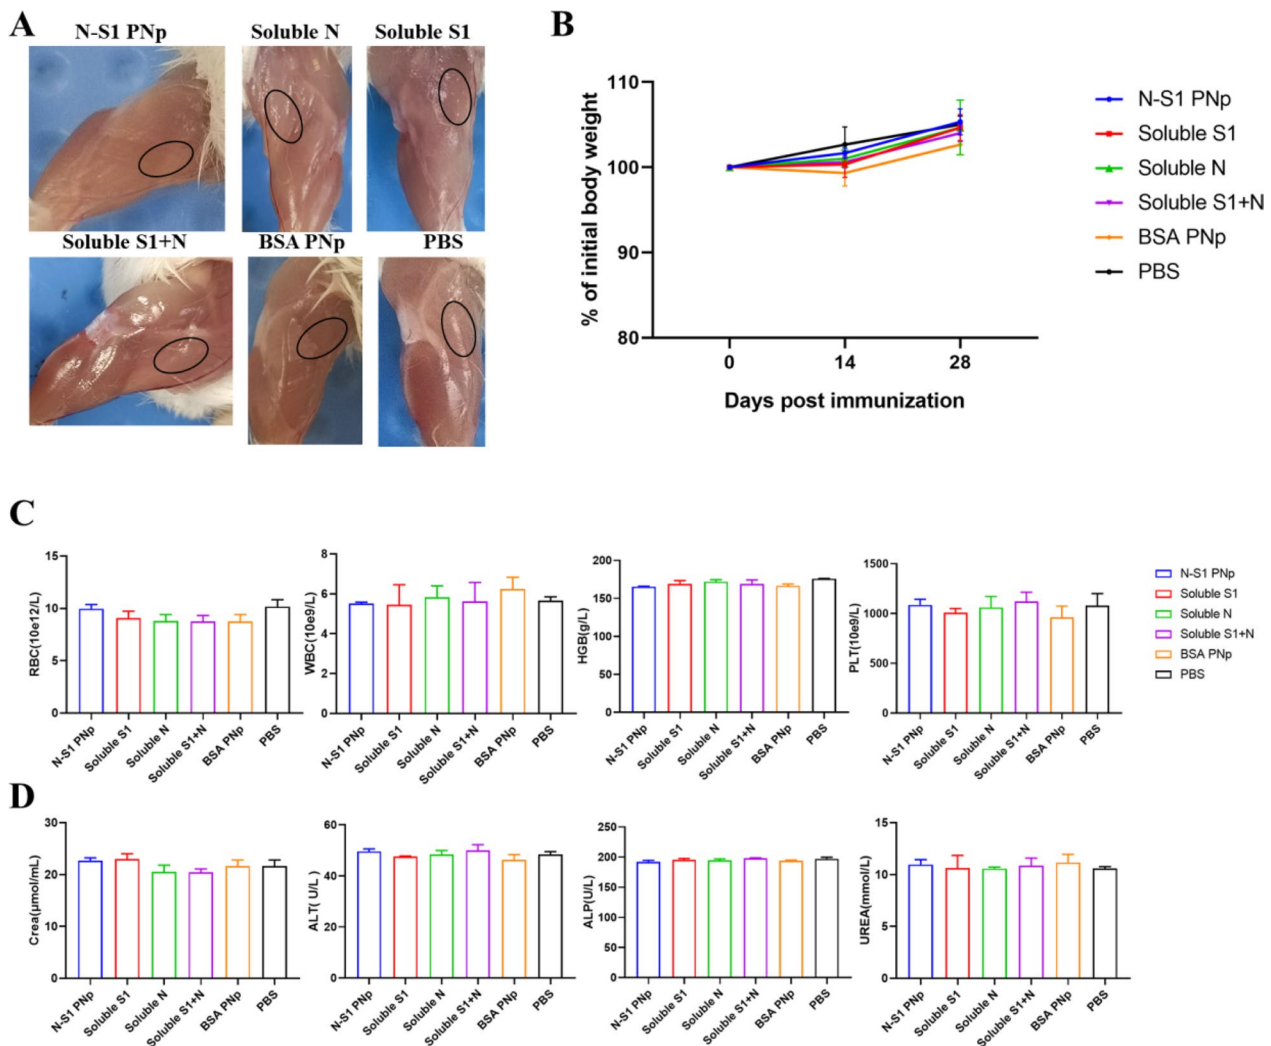 A
N-S1 PNp
Soluble N
Soluble S1
Soluble S1+N
BSA PNp
PBS
B
% of initial body weight
110
100
90
80
0
14
28
Days post immunization
N-S1 PNp
Soluble S1
Soluble N
Soluble S1+N
BSA PNp
PBS
C
RBC(10e12/L)
15
10
5
0
N-S1 PNp
Soluble S1
Soluble N
Soluble S1+N
BSA PNp
PBS
WBC(10e9/L)
8
6
4
2
0
N-S1 PNp
Soluble S1
Soluble N
Soluble S1+N
BSA PNp
PBS
HGB(g/L)
200
150
100
50
0
N-S1 PNp
Soluble S1
Soluble N
Soluble S1+N
BSA PNp
PBS
PLT(10e9/L)
1500
1000
500
0
N-S1 PNp
Soluble S1
Soluble N
Soluble S1+N
BSA PNp
PBS
N-S1 PNp
Soluble S1
Soluble N
Soluble S1+N
BSA PNp
PBS
D
Crea(μmol/mL)
30
20
10
0
N-S1 PNp
Soluble S1
Soluble N
Soluble S1+N
BSA PNp
PBS
ALT( U/L )
60
40
20
0
N-S1 PNp
Soluble S1
Soluble N
Soluble S1+N
BSA PNp
PBS
ALP(U/L)
250
200
150
100
50
0
N-S1 PNp
Soluble S1
Soluble N
Soluble S1+N
BSA PNp
PBS
UREA(mmol/L)
15
10
5
0
N-S1 PNp
Soluble S1
Soluble N
Soluble S1+N
BSA PNp
PBS